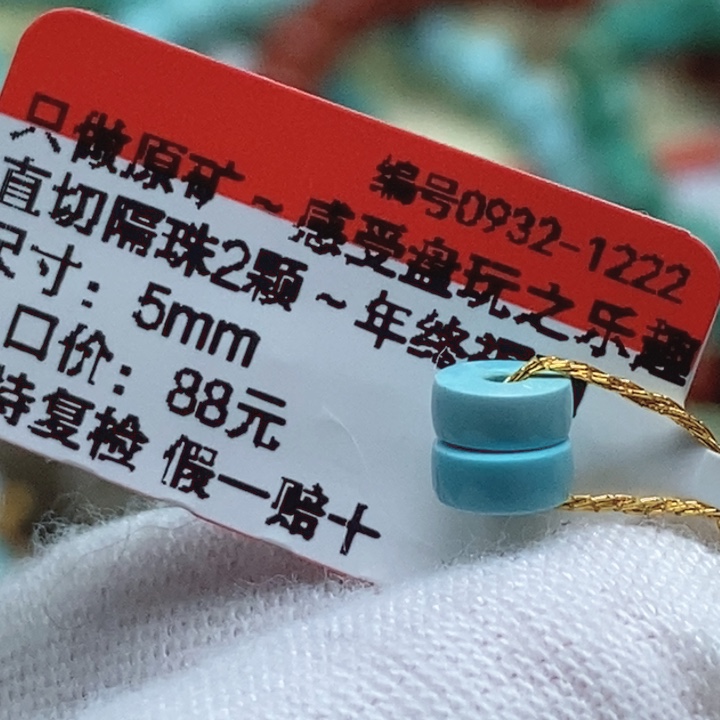 编号0932-1222
只做原矿~感受盘玩之乐趣
直切隔珠2颗~年终福
尺寸：5mm
口价：88元
持复检 假一赔十